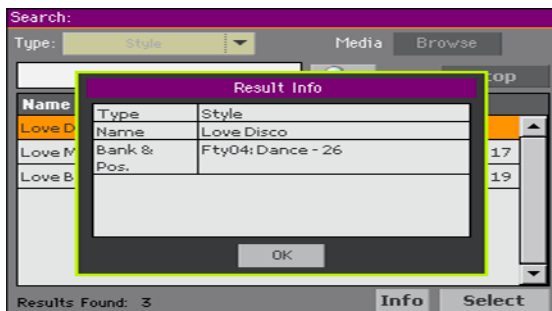 Search:
Type: Style Media Browse
op
Result Info
Name
Type Style
Love D
Name Love Disco
Love M Bank & Fty04: Dance - 26 17
Pos.
Love B 19
OK
Results Found: 3 Info Select